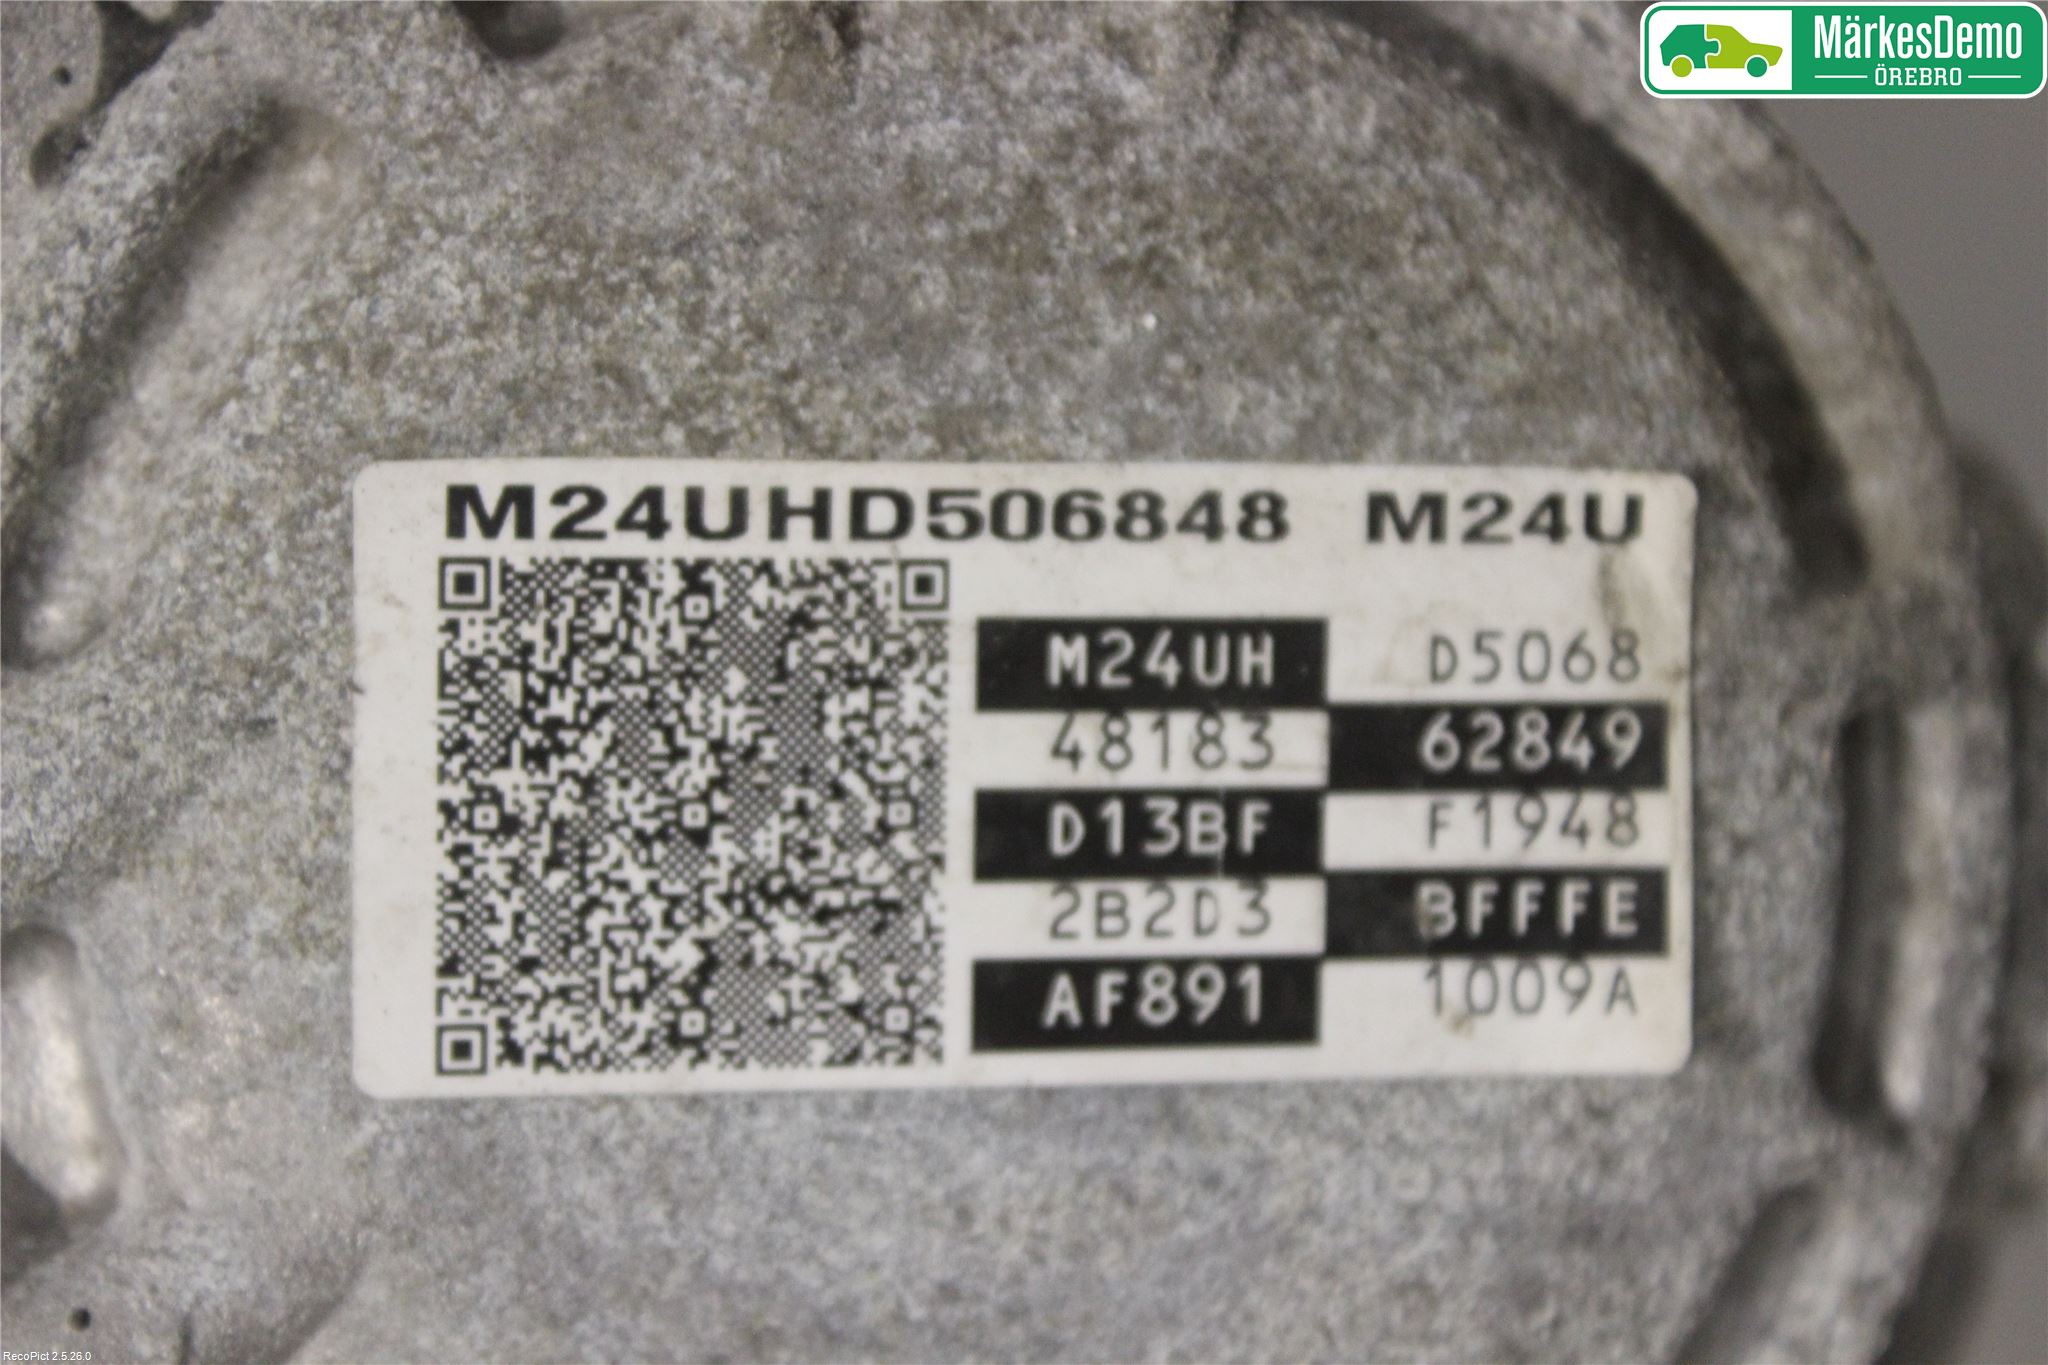 MärkesDemo
ÖREBRO
M24UHD506848 M24U
M24UH D5068
48183 62849
D13BF F1948
2B2D3 BFFFE
AF891 1009A
RecoPict 2.5.26.0